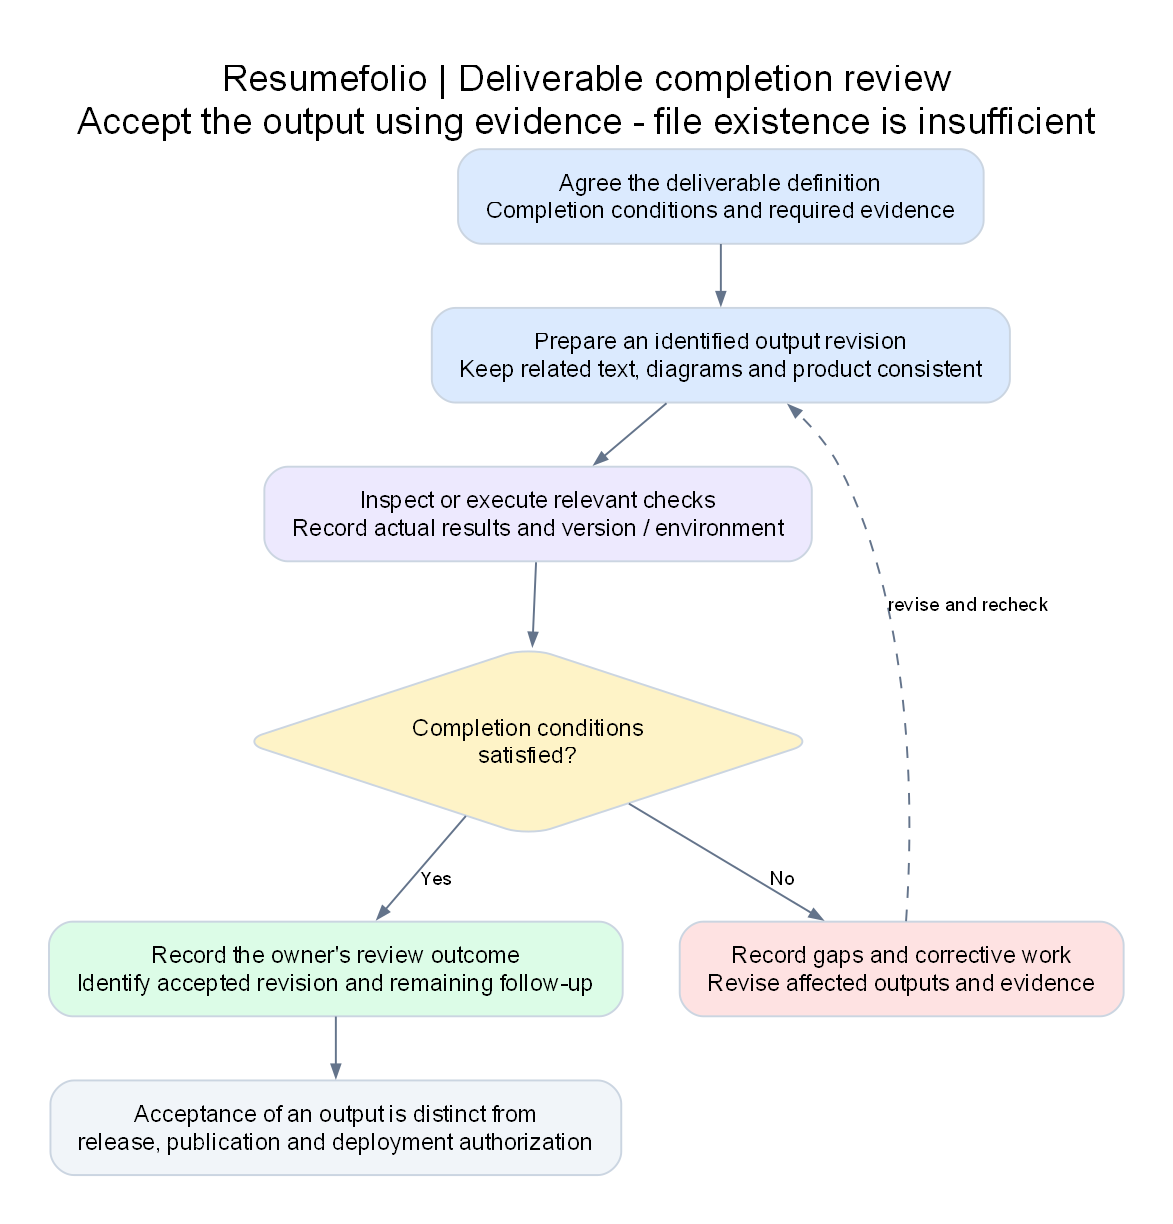 Resumefolio | Deliverable completion review
Accept the output using evidence - file existence is insufficient
Agree the deliverable definition
Completion conditions and required evidence
Prepare an identified output revision
Keep related text, diagrams and product consistent
Inspect or execute relevant checks
Record actual results and version / environment
revise and recheck
Completion conditions
satisfied?
Yes
No
Record the owner's review outcome
Identify accepted revision and remaining follow-up
Record gaps and corrective work
Revise affected outputs and evidence
Acceptance of an output is distinct from
release, publication and deployment authorization